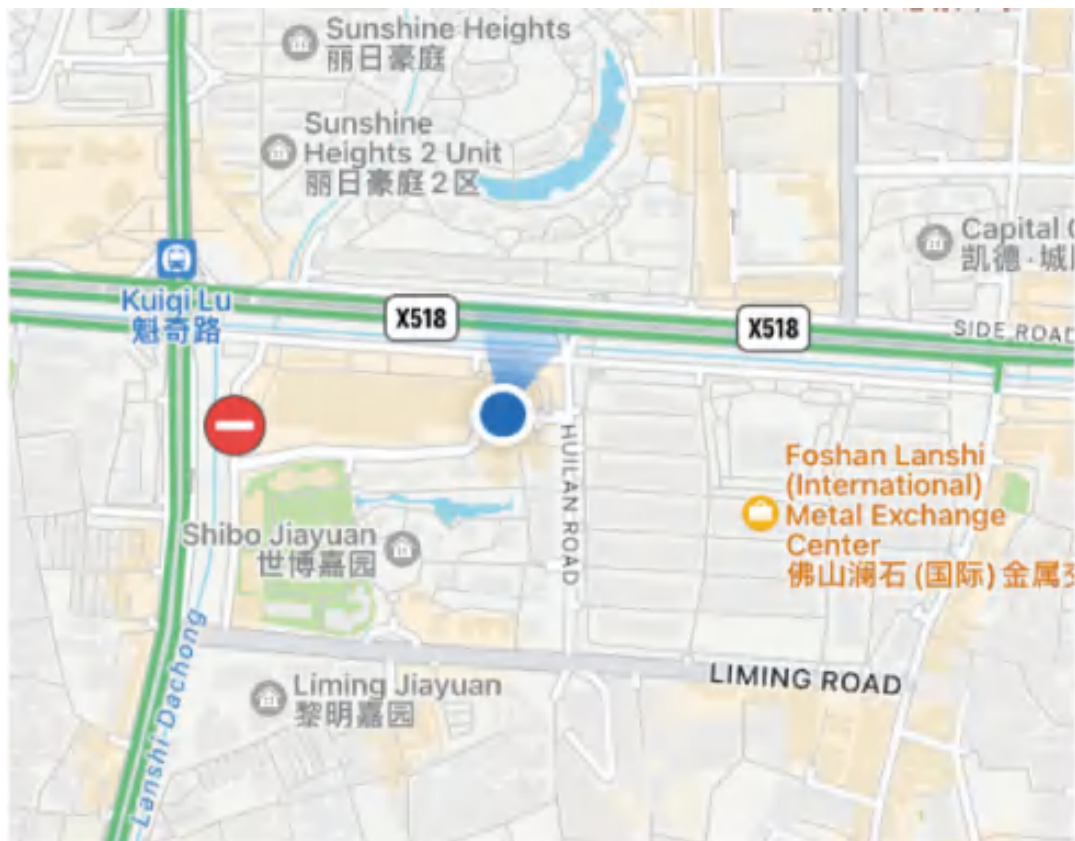 Sunshine Heights
丽日豪庭
Sunshine
Heights 2 Unit
丽日豪庭2区
Capital
凯德·城
Kuiqi Lu
魁奇路
X518
X518
SIDE ROAD
HUILAN ROAD
Foshan Lanshi
(International)
Metal Exchange
Center
佛山澜石(国际)金属
Shibo Jiayuan
世博嘉园
LIMING ROAD
Liming Jiayuan
黎明嘉园
Lanshi Dachong